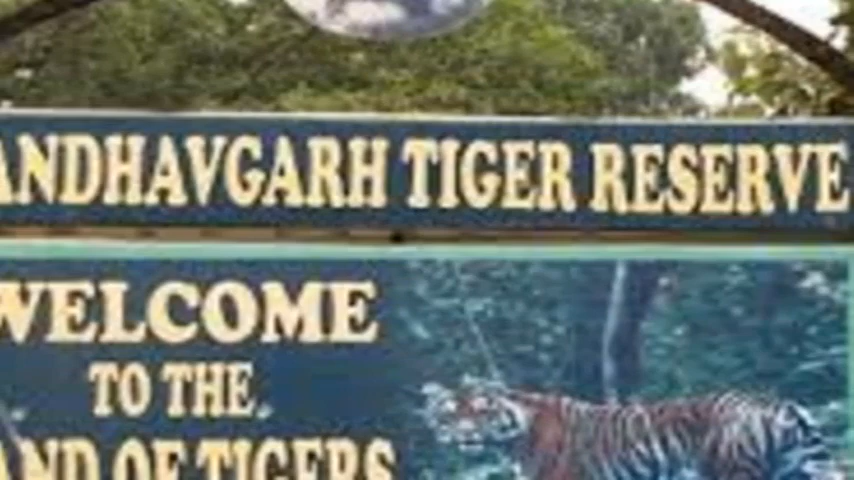 ANDHAVGARH TIGER RESERVE
WELCOME
TO THE
AND OF TIGERS